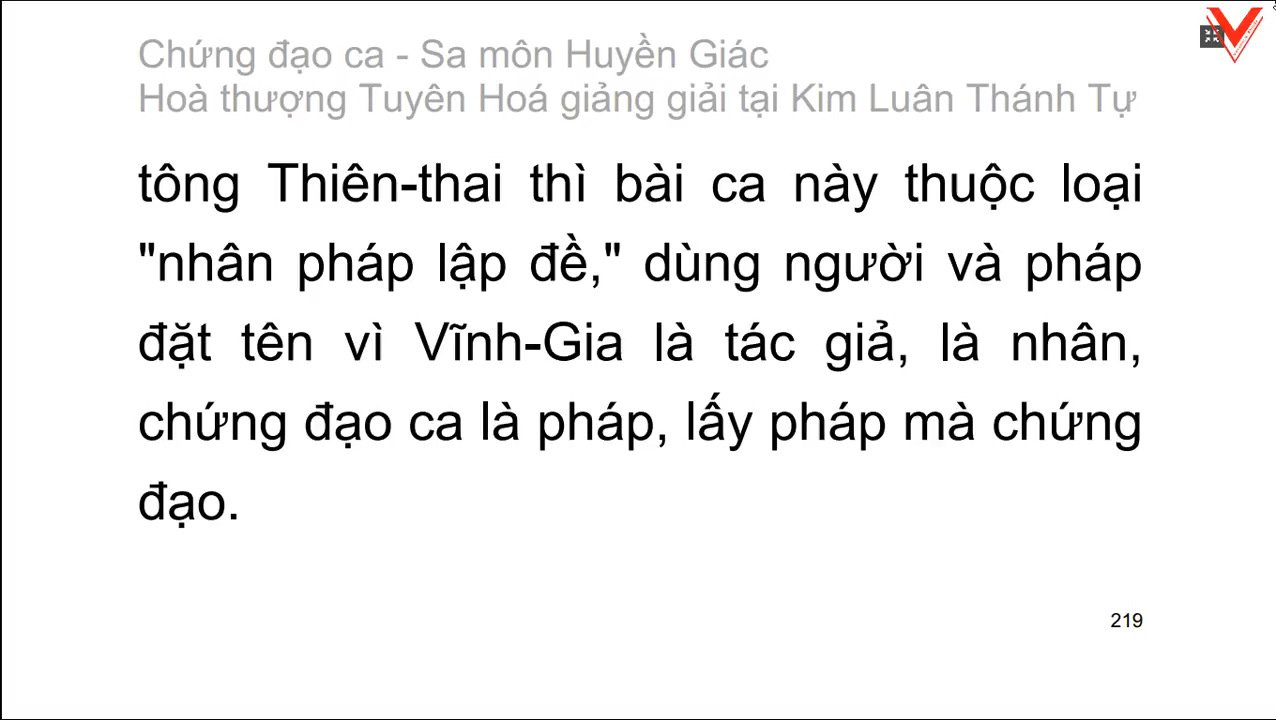 Chứng đạo ca - Sa môn Huyền Giác
Hoà thượng Tuyên Hoá giảng giải tại Kim Luân Thánh Tự
tông Thiên-thai thì bài ca này thuộc loại
"nhân pháp lập đề," dùng người và pháp
đặt tên vì Vĩnh-Gia là tác giả, là nhân,
chứng đạo ca là pháp, lấy pháp mà chứng
đạo.
219